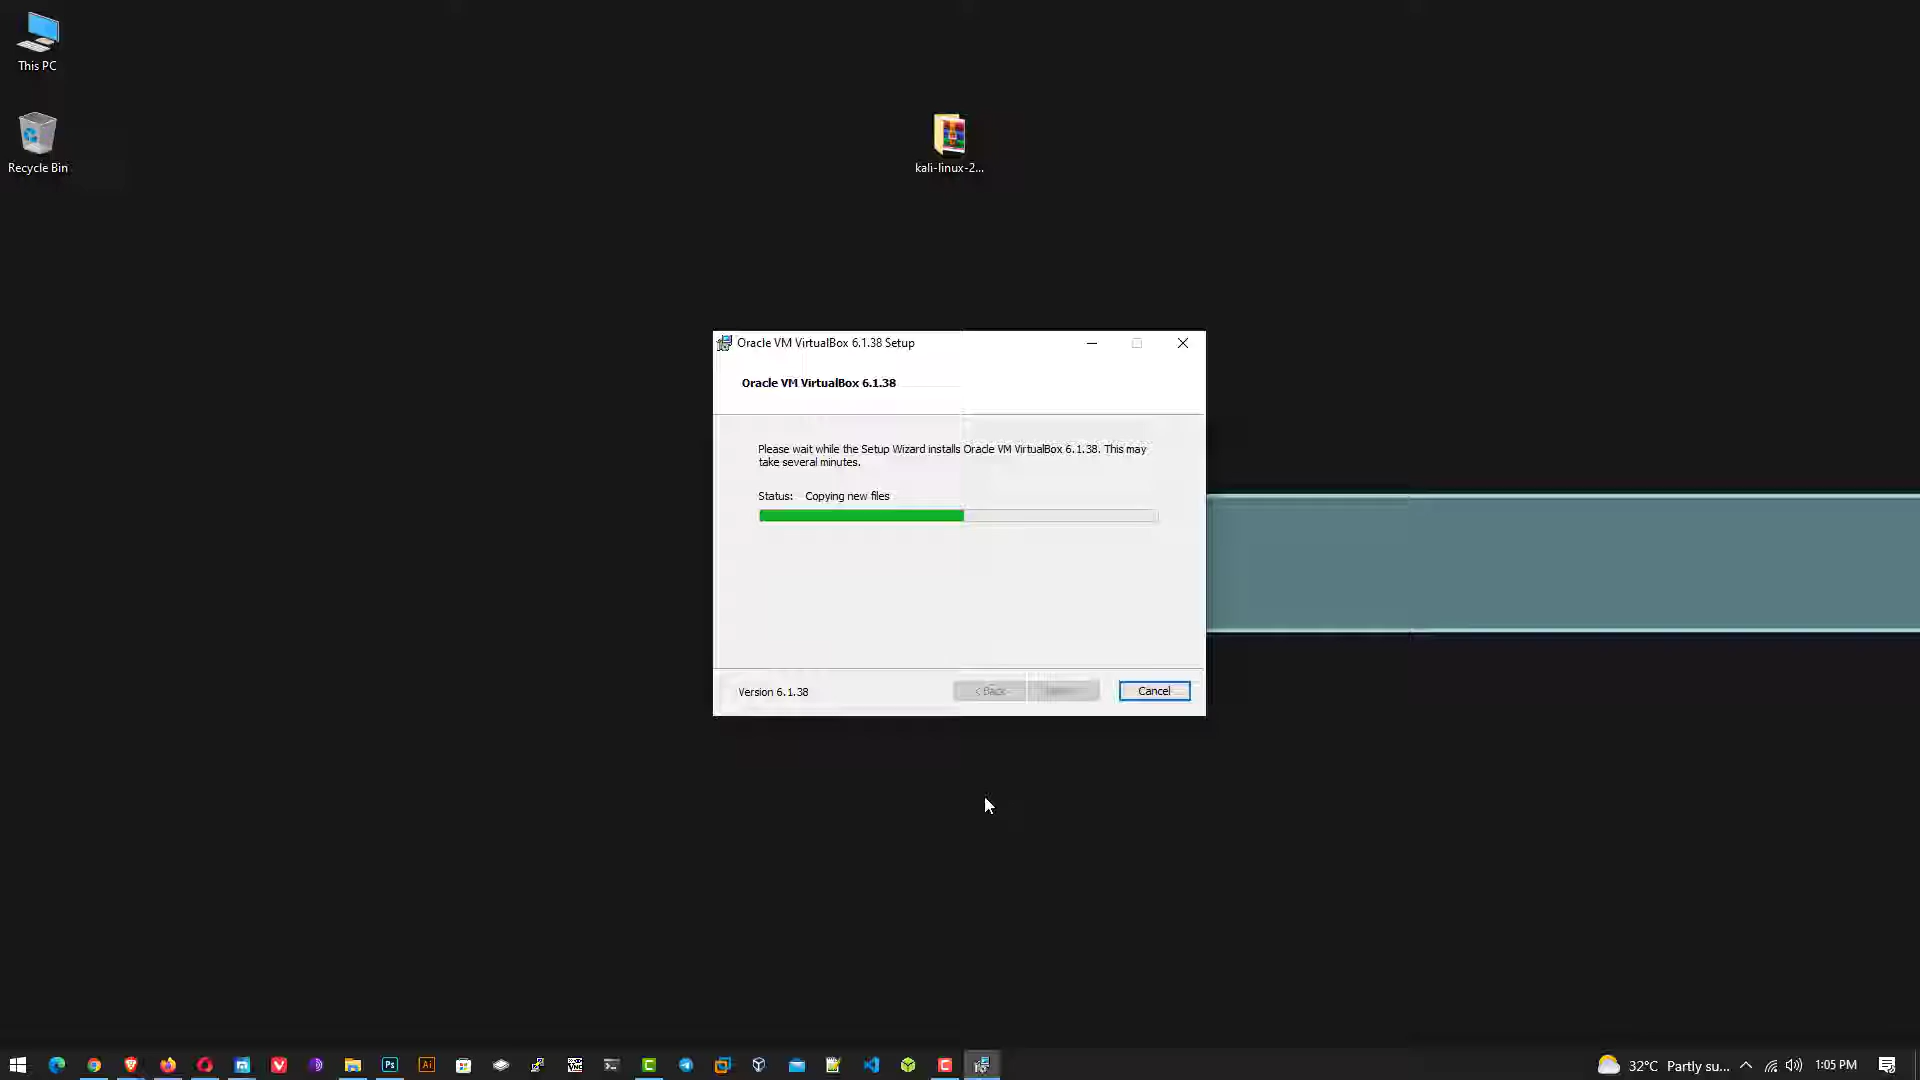 This PC
Recycle Bin
kali-linux-2...
Oracle VM VirtualBox 6.1.38 Setup
Oracle VM VirtualBox 6.1.38
Please wait while the Setup Wizard installs Oracle VM VirtualBox 6.1.38. This may
take several minutes.
Status: Copying new files
Version 6.1.38
< Back
Cancel
32°C Partly su...
1:05 PM